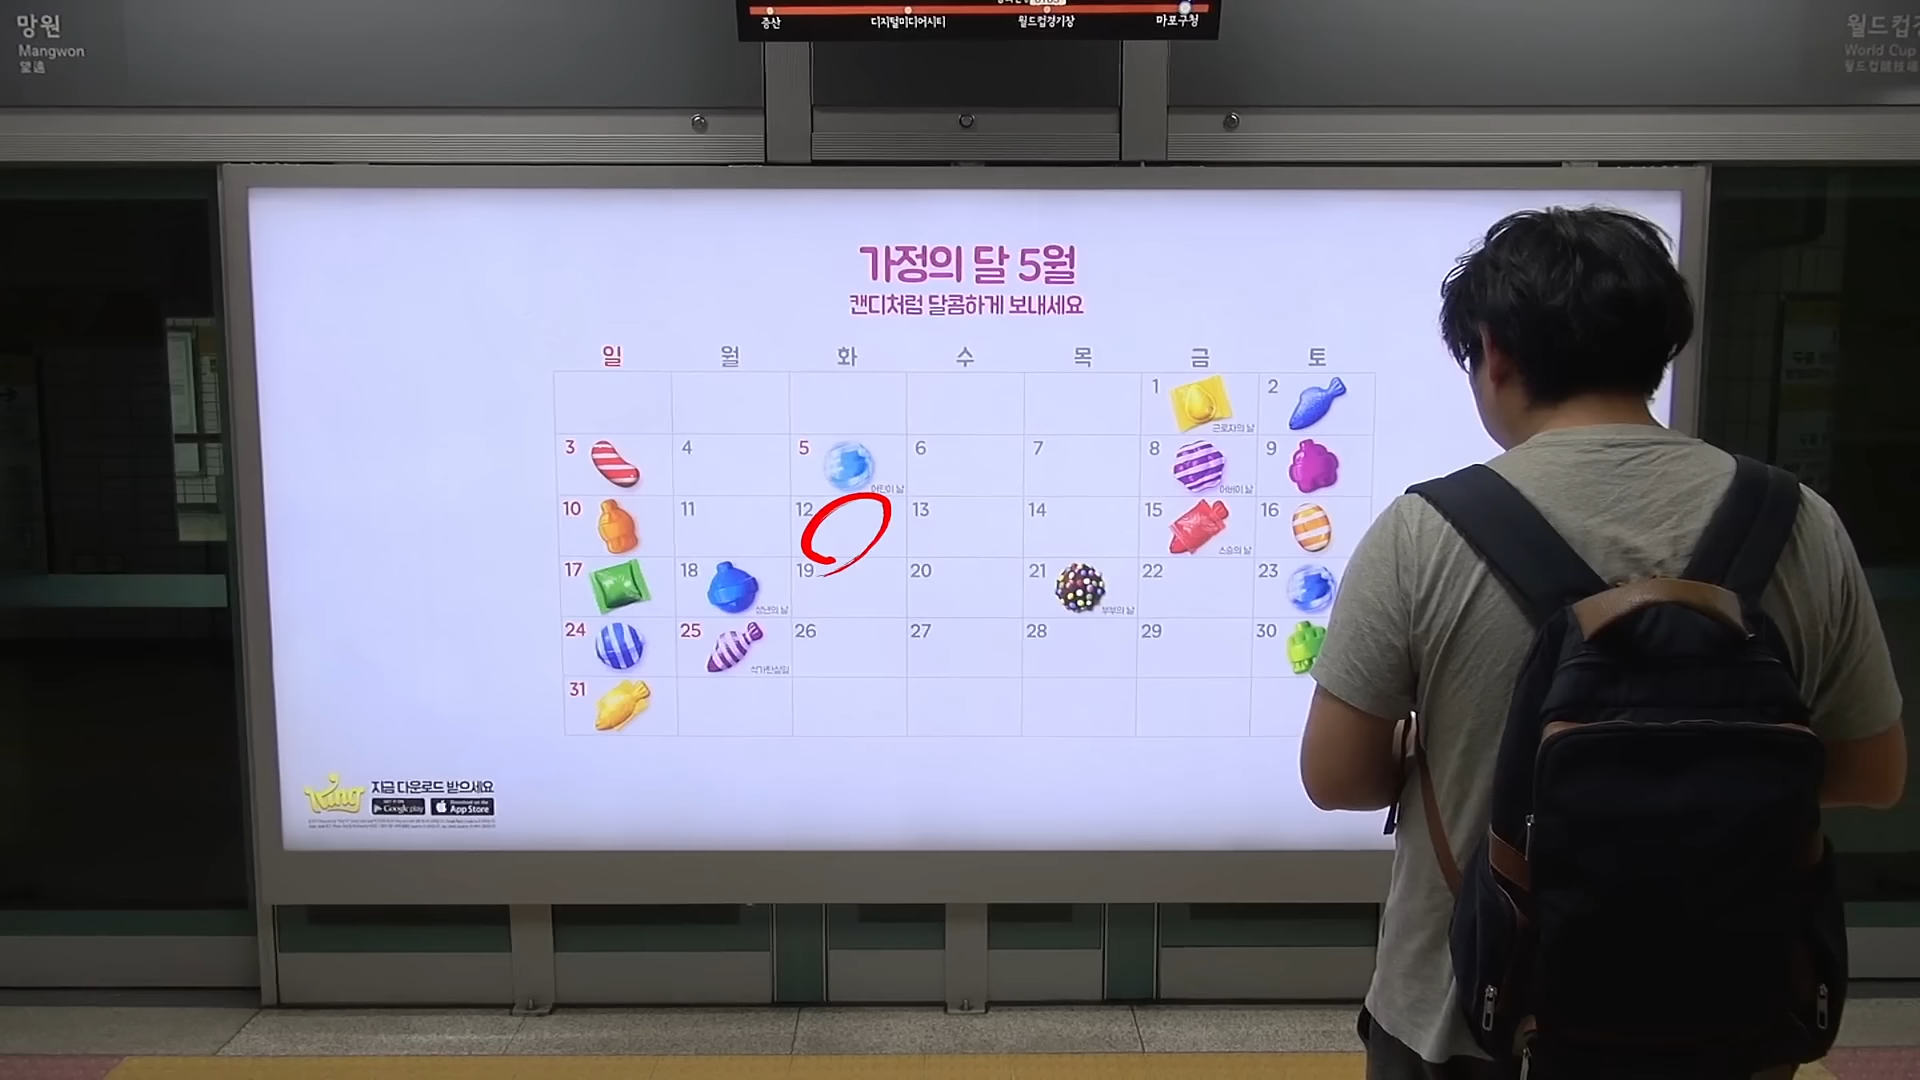 망원
Mangwon
望遠
증산
디지털미디어시티
월드컵경기장
마포구청
World Cup
가정의 달 5월
캔디처럼 달콤하게 보내세요
일 월 화 수 목 금 토
1 근로자의 날 2
3 4 5 어린이 날 6 7 8 어버이 날 9
10 11 12 13 14 15 스승의 날 16
17 18 성년의 날 19 20 21 부부의 날 22 23
24 25 석가탄신일 26 27 28 29 30
31
King
지금 다운로드 받으세요
Google play
Download on the
App Store